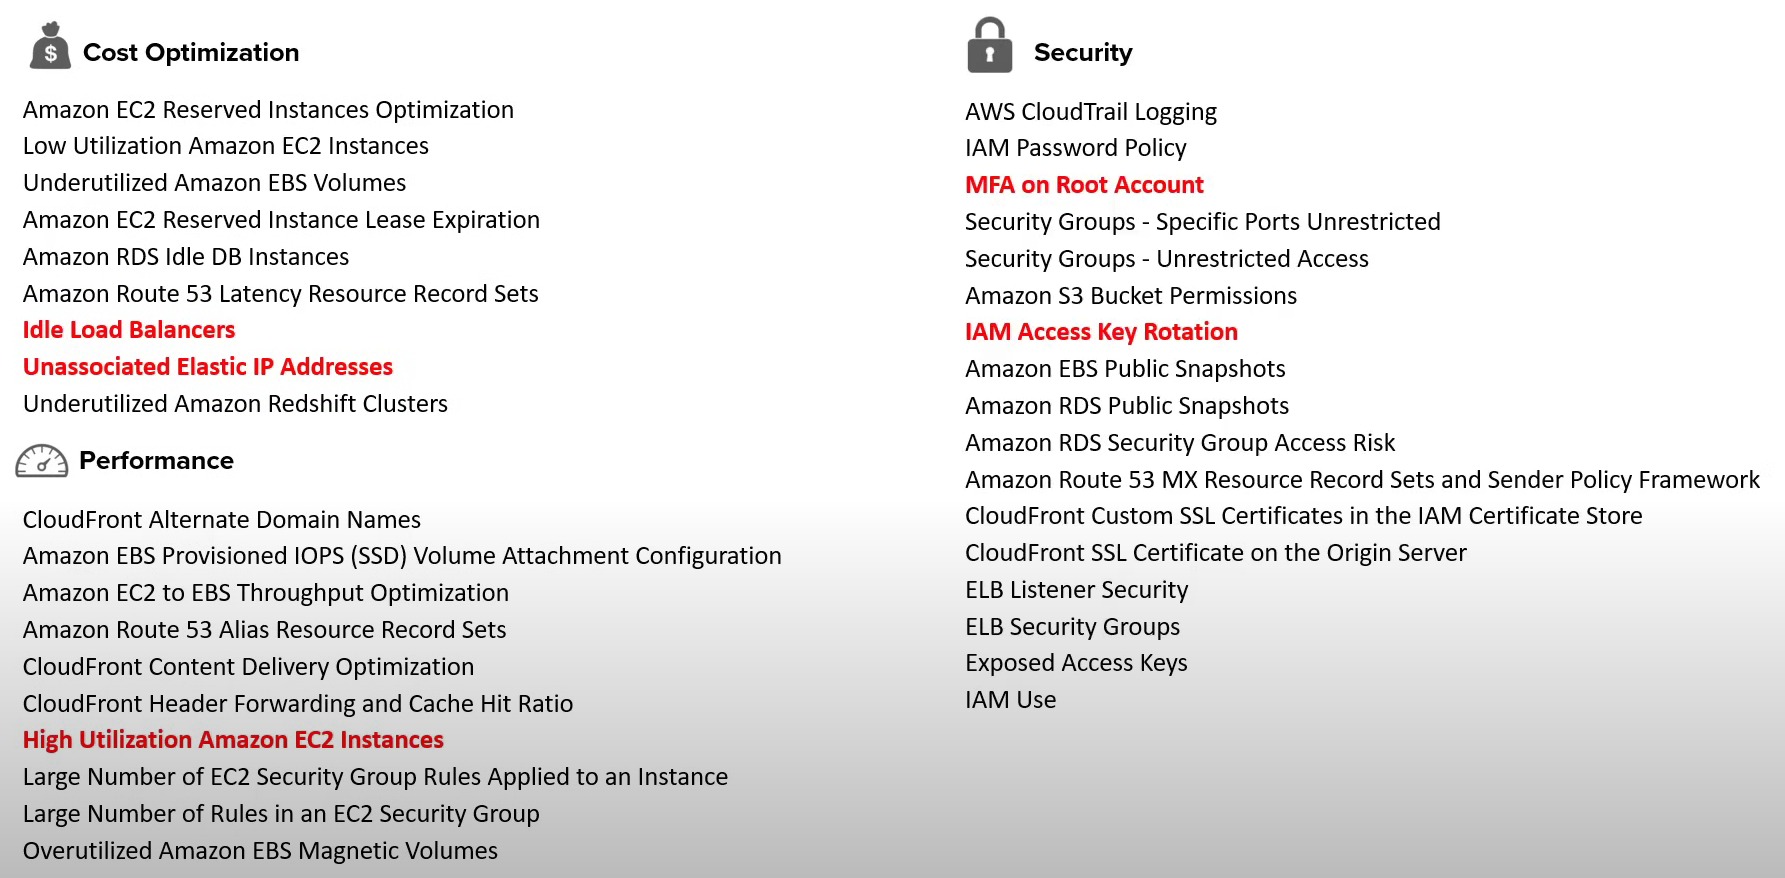 Cost Optimization
Amazon EC2 Reserved Instances Optimization
Low Utilization Amazon EC2 Instances
Underutilized Amazon EBS Volumes
Amazon EC2 Reserved Instance Lease Expiration
Amazon RDS Idle DB Instances
Amazon Route 53 Latency Resource Record Sets
Idle Load Balancers
Unassociated Elastic IP Addresses
Underutilized Amazon Redshift Clusters
Performance
CloudFront Alternate Domain Names
Amazon EBS Provisioned IOPS (SSD) Volume Attachment Configuration
Amazon EC2 to EBS Throughput Optimization
Amazon Route 53 Alias Resource Record Sets
CloudFront Content Delivery Optimization
CloudFront Header Forwarding and Cache Hit Ratio
High Utilization Amazon EC2 Instances
Large Number of EC2 Security Group Rules Applied to an Instance
Large Number of Rules in an EC2 Security Group
Overutilized Amazon EBS Magnetic Volumes
Security
AWS CloudTrail Logging
IAM Password Policy
MFA on Root Account
Security Groups - Specific Ports Unrestricted
Security Groups - Unrestricted Access
Amazon S3 Bucket Permissions
IAM Access Key Rotation
Amazon EBS Public Snapshots
Amazon RDS Public Snapshots
Amazon RDS Security Group Access Risk
Amazon Route 53 MX Resource Record Sets and Sender Policy Framework
CloudFront Custom SSL Certificates in the IAM Certificate Store
CloudFront SSL Certificate on the Origin Server
ELB Listener Security
ELB Security Groups
Exposed Access Keys
IAM Use